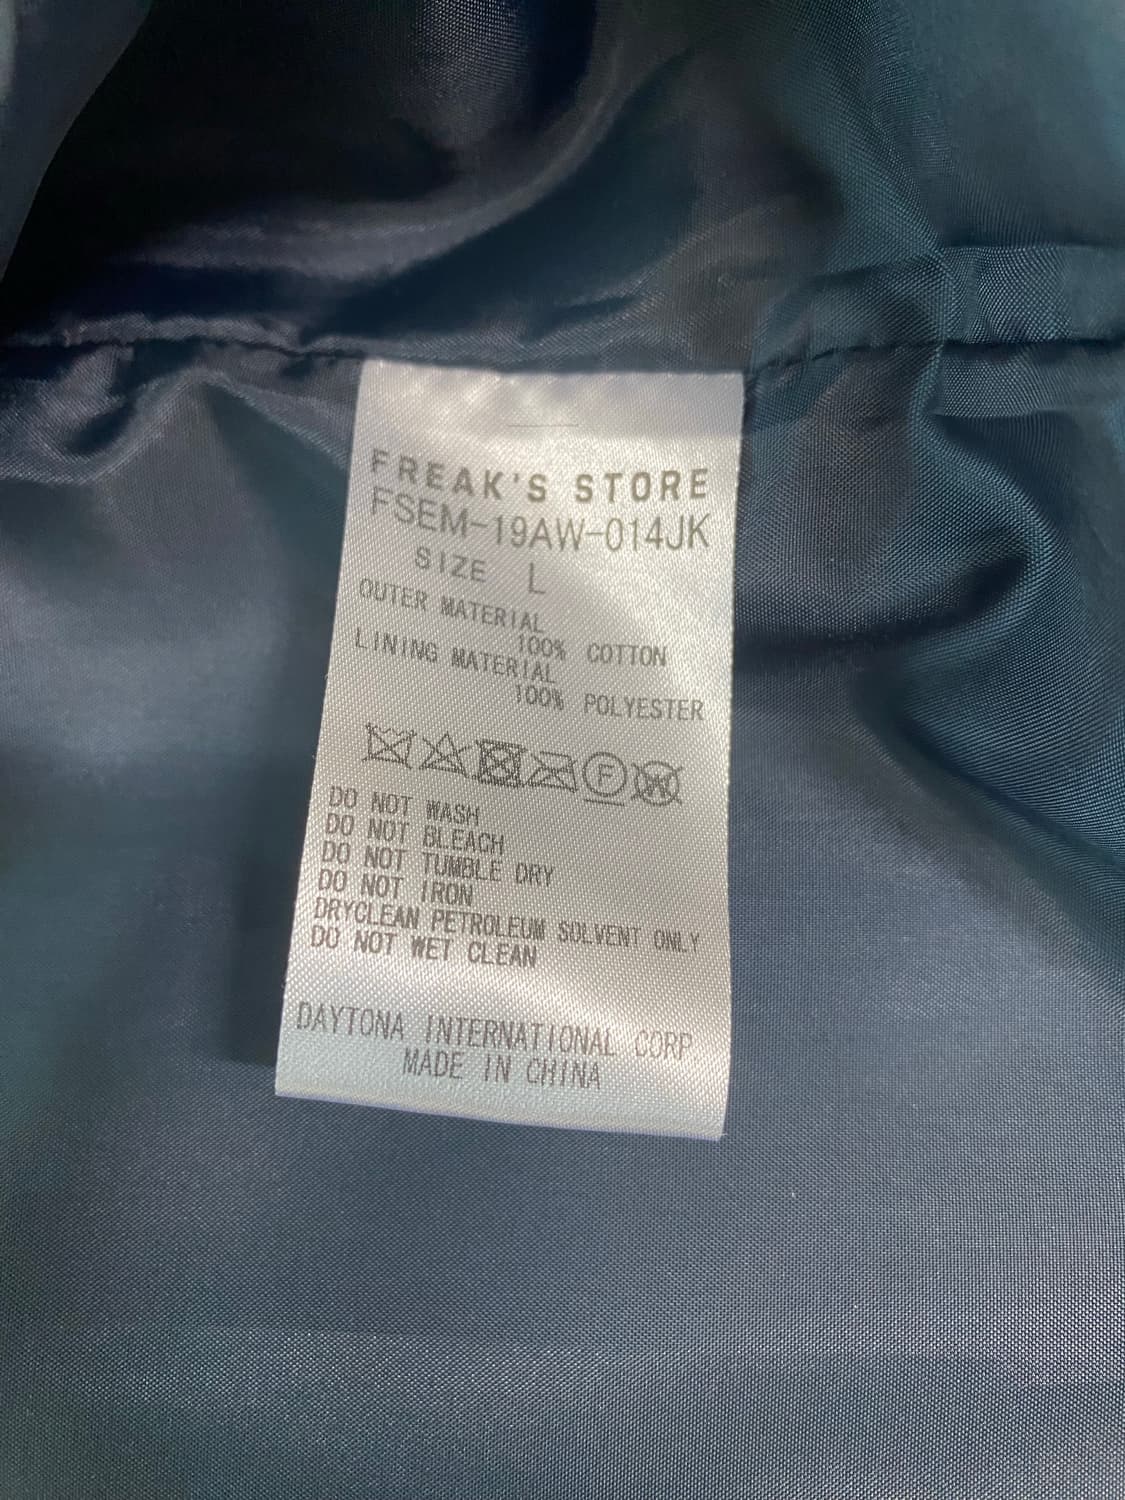 FREAK'S STORE
FSEM-19AW-014JK
SIZE L
OUTER MATERIAL
100% COTTON
LINING MATERIAL
100% POLYESTER
F W
DO NOT WASH
DO NOT BLEACH
DO NOT TUMBLE DRY
DO NOT IRON
DRYCLEAN PETROLEUM SOLVENT ONLY
DO NOT WET CLEAN
DAYTONA INTERNATIONAL CORP.
MADE IN CHINA